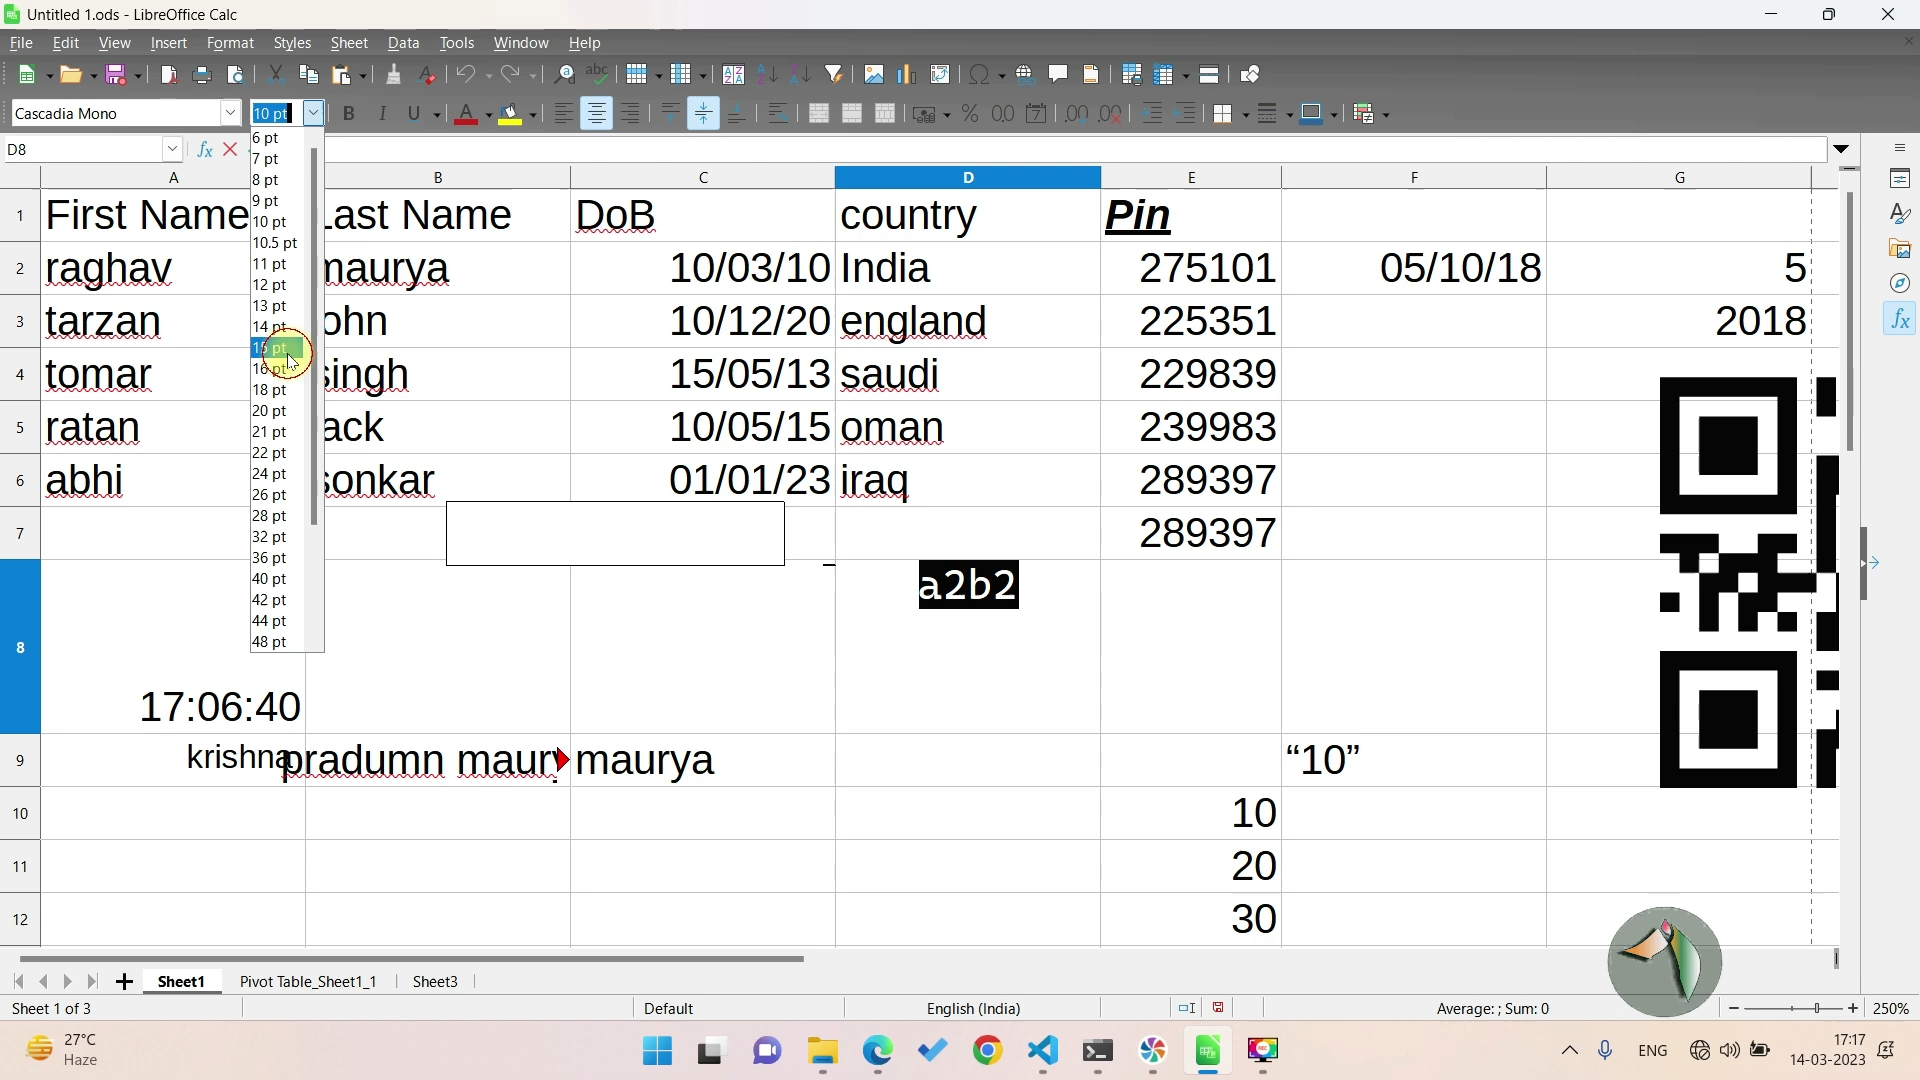 Untitled 1.ods - LibreOffice Calc
File Edit View Insert Format Styles Sheet Data Tools Window Help
Cascadia Mono 10 pt
D8
6 pt
7 pt
8 pt
9 pt
10 pt
10.5 pt
11 pt
12 pt
13 pt
14 pt
15 pt
16 pt
18 pt
20 pt
21 pt
22 pt
24 pt
26 pt
28 pt
32 pt
36 pt
40 pt
42 pt
44 pt
48 pt
A B C D E F G
1 First Name Last Name DoB country Pin
2 raghav maurya 10/03/10 India 275101 05/10/18 5
3 tarzan john 10/12/20 england 225351 2018
4 tomar singh 15/05/13 saudi 229839
5 ratan jack 10/05/15 oman 239983
6 abhi sonkar 01/01/23 iraq 289397
7 289397
8 17:06:40 a2b2
9 krishna pradumn maury maurya “10”
10 10
11 20
12 30
Sheet1 Pivot Table_Sheet1_1 Sheet3
Sheet 1 of 3 Default English (India) Average: ; Sum: 0 250%
27°C
Haze
ENG
17:17
14-03-2023